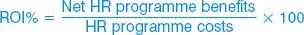 ROI% = Net HR programme benefits / HR programme costs × 100